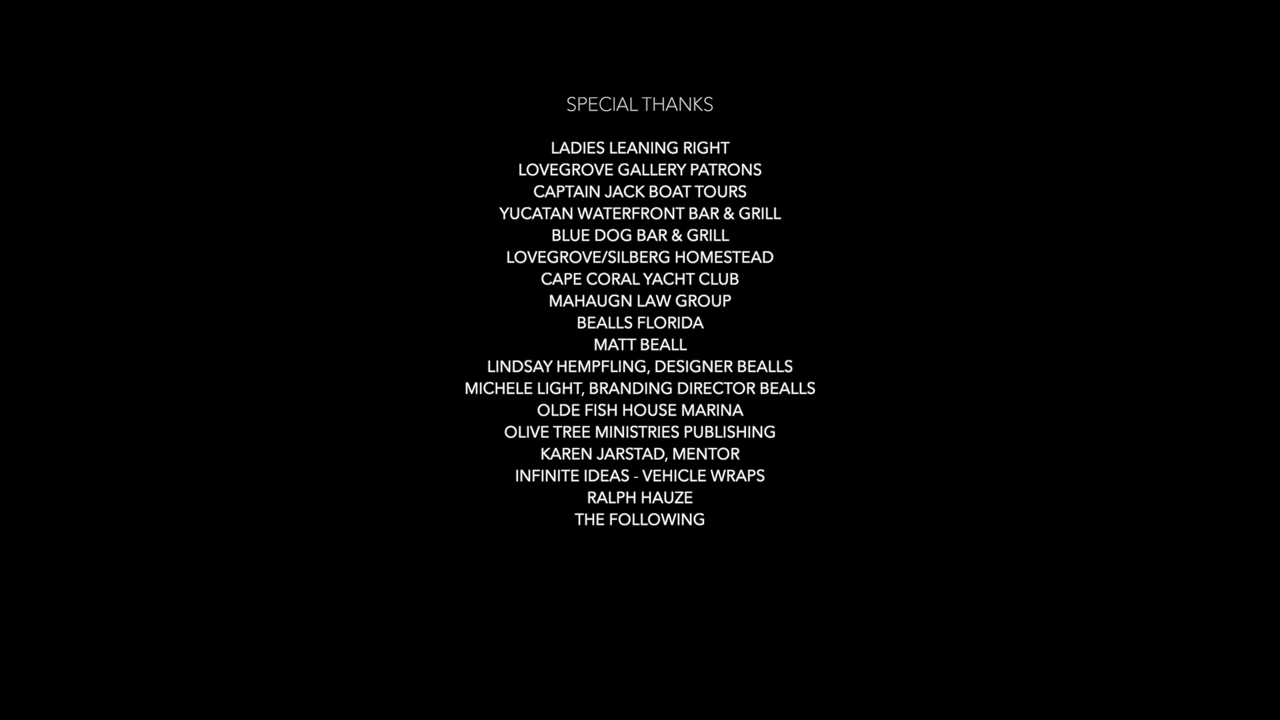 SPECIAL THANKS
LADIES LEANING RIGHT
LOVEGROVE GALLERY PATRONS
CAPTAIN JACK BOAT TOURS
YUCATAN WATERFRONT BAR & GRILL
BLUE DOG BAR & GRILL
LOVEGROVE/SILBERG HOMESTEAD
CAPE CORAL YACHT CLUB
MAHAUGN LAW GROUP
BEALLS FLORIDA
MATT BEALL
LINDSAY HEMPFLING, DESIGNER BEALLS
MICHELE LIGHT, BRANDING DIRECTOR BEALLS
OLDE FISH HOUSE MARINA
OLIVE TREE MINISTRIES PUBLISHING
KAREN JARSTAD, MENTOR
INFINITE IDEAS - VEHICLE WRAPS
RALPH HAUZE
THE FOLLOWING